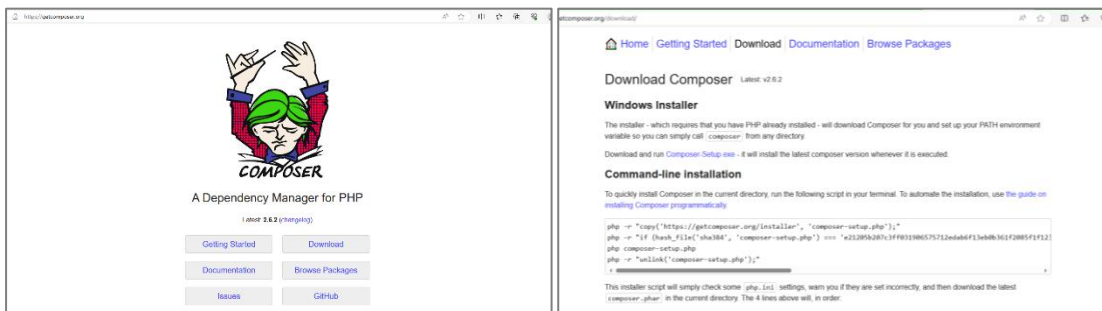 https://getcomposer.org
COMPOSER
A Dependency Manager for PHP
Latest: 2.6.2 (changelog)
Getting Started
Download
Documentation
Browse Packages
Issues
GitHub
etcomposer.org/download/
Home Getting Started Download Documentation Browse Packages
Download Composer Latest: v2.6.2
Windows Installer
The installer - which requires that you have PHP already installed - will download Composer for you and set up your PATH environment
variable so you can simply call composer from any directory.
Download and run Composer-Setup.exe - it will install the latest composer version whenever it is executed.
Command-line installation
To quickly install Composer in the current directory, run the following script in your terminal. To automate the installation, use the guide on
installing Composer programmatically.
php -r "copy('https://getcomposer.org/installer', 'composer-setup.php');"
php -r "if (hash_file('sha384', 'composer-setup.php') ===
php composer-setup.php
php -r "unlink('composer-setup.php');"
This installer script will simply check some php.ini settings, warn you if they are set incorrectly, and then download the latest
composer.phar in the current directory. The 4 lines above will, in order: